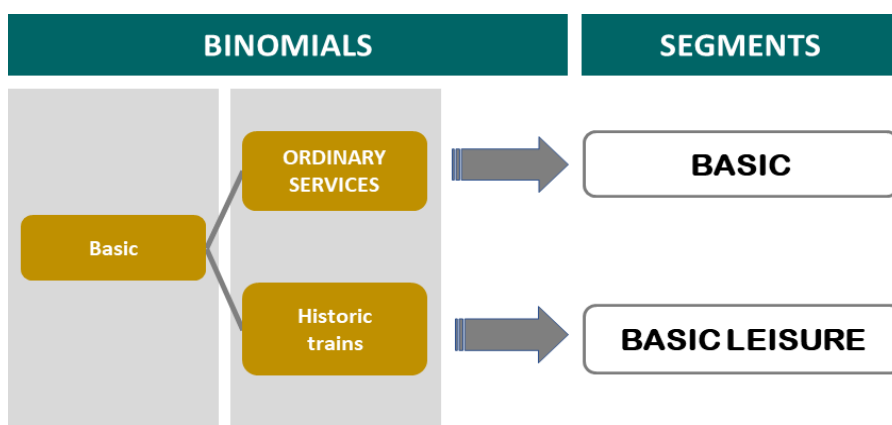 BINOMIALS
SEGMENTS
ORDINARY
SERVICES
BASIC
Basic
Historic
trains
BASIC LEISURE